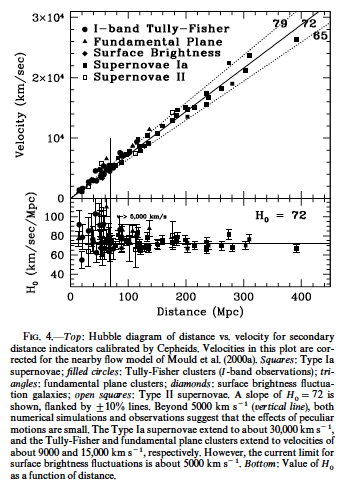 3×10⁴
2×10⁴
10⁴
0
Velocity (km/sec)
I-band Tully-Fisher
Fundamental Plane
Surface Brightness
Supernovae Ia
Supernovae II
79
72
65
100
80
60
40
H₀ (km/sec/Mpc)
5,000 km/s
H₀ = 72
0 100 200 300 400
Distance (Mpc)
FIG. 4.—Top: Hubble diagram of distance vs. velocity for secondary
distance indicators calibrated by Cepheids. Velocities in this plot are cor-
rected for the nearby flow model of Mould et al. (2000a). Squares: Type Ia
supernovae; filled circles: Tully-Fisher clusters (I-band observations); tri-
angles: fundamental plane clusters; diamonds: surface brightness fluctua-
tion galaxies; open squares: Type II supernovae. A slope of H₀ = 72 is
shown, flanked by ±10% lines. Beyond 5000 km s⁻¹ (vertical line), both
numerical simulations and observations suggest that the effects of peculiar
motions are small. The Type Ia supernovae extend to about 30,000 km s⁻¹,
and the Tully-Fisher and fundamental plane clusters extend to velocities of
about 9000 and 15,000 km s⁻¹, respectively. However, the current limit for
surface brightness fluctuations is about 5000 km s⁻¹. Bottom: Value of H₀
as a function of distance.